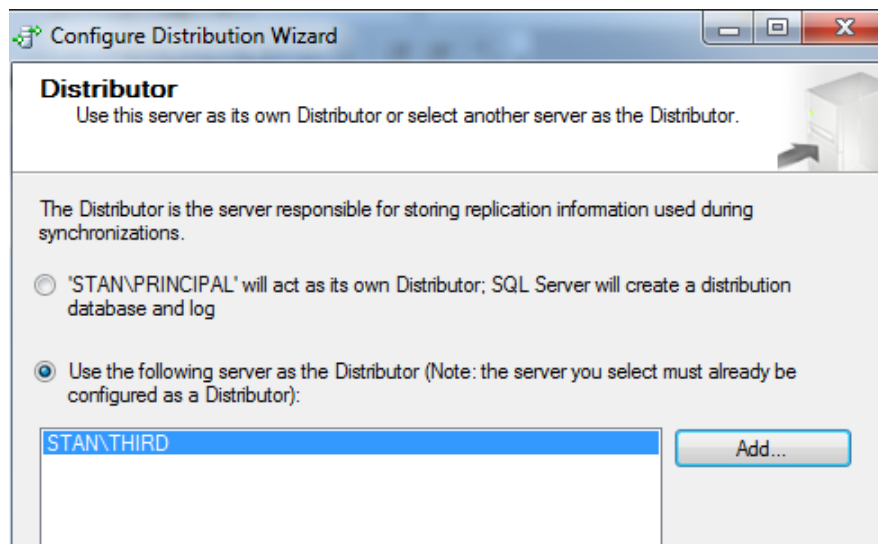 Configure Distribution Wizard
Distributor
Use this server as its own Distributor or select another server as the Distributor.
The Distributor is the server responsible for storing replication information used during
synchronizations.
'STAN\PRINCIPAL' will act as its own Distributor; SQL Server will create a distribution
database and log
Use the following server as the Distributor (Note: the server you select must already be
configured as a Distributor):
STAN\THIRD
Add...